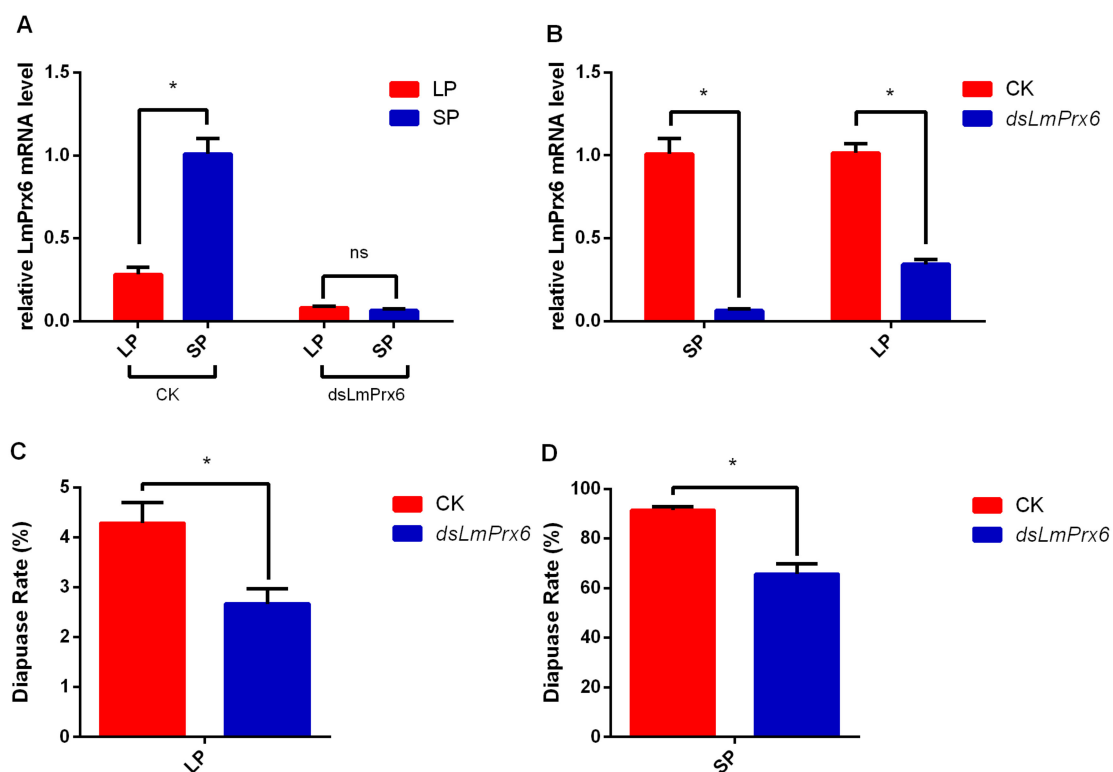 A
relative LmPrx6 mRNA level
1.5
1.0
0.5
0.0
*
ns
LP
SP
LP
SP
LP
SP
CK
dsLmPrx6
B
relative LmPrx6 mRNA level
1.5
1.0
0.5
0.0
*
*
CK
dsLmPrx6
SP
LP
C
Diapuase Rate (%)
5
4
3
2
1
0
*
CK
dsLmPrx6
LP
D
Diapuase Rate (%)
100
80
60
40
20
0
*
CK
dsLmPrx6
SP